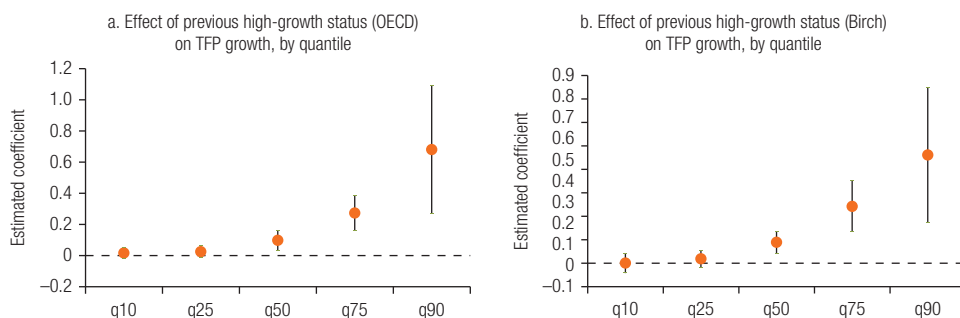 a. Effect of previous high-growth status (OECD)
on TFP growth, by quantile
Estimated coefficient
1.2
1.0
0.8
0.6
0.4
0.2
0
–0.2
q10 q25 q50 q75 q90
b. Effect of previous high-growth status (Birch)
on TFP growth, by quantile
Estimated coefficient
0.9
0.8
0.6
0.5
0.4
0.3
0.2
0.1
0
–0.1
q10 q25 q50 q75 q90